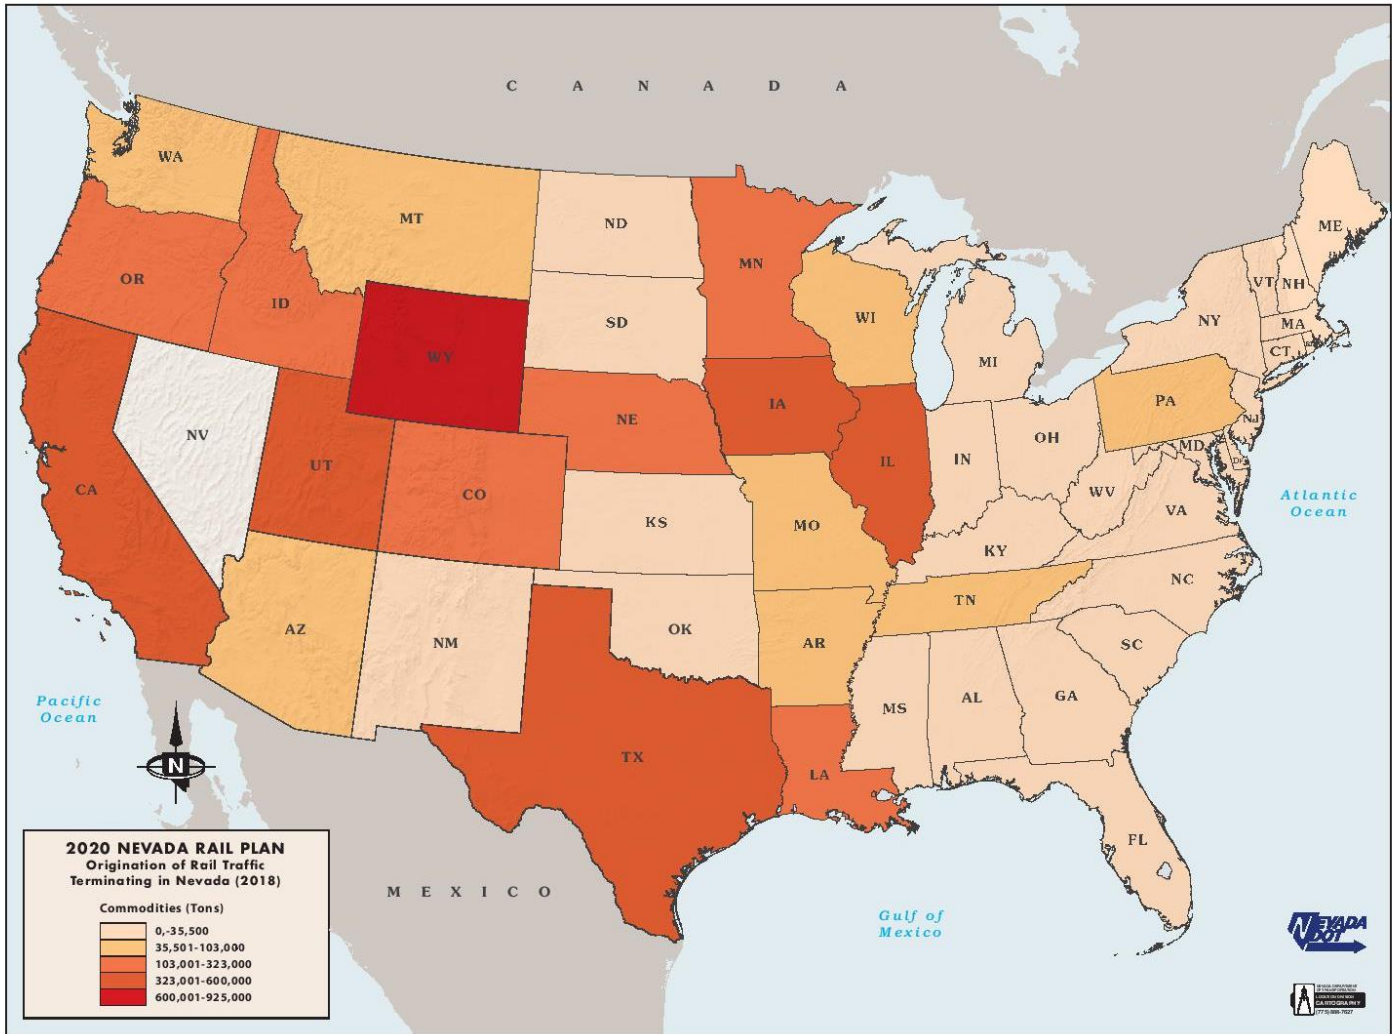 C A N A D A
WA
MT
ND
MN
ME
OR
ID
SD
WI
VT
NH
NY
MA
CT
MI
WY
NV
UT
NE
IA
PA
NJ
OH
MD
CA
CO
IL
IN
WV
KS
MO
VA
KY
NC
AZ
NM
OK
AR
TN
SC
MS
AL
GA
TX
LA
FL
Atlantic
Ocean
Pacific
Ocean
N
M E X I C O
Gulf of
Mexico
2020 NEVADA RAIL PLAN
Origination of Rail Traffic
Terminating in Nevada (2018)
Commodities (Tons)
0,-35,500
35,501-103,000
103,001-323,000
323,001-600,000
600,001-925,000
NEVADA
DOT
CARTOGRAPHY
(775) 888-7627